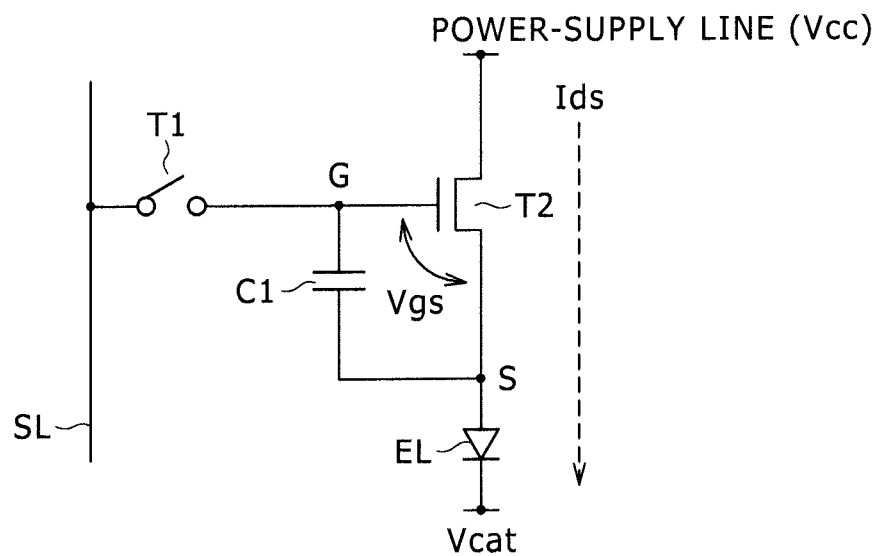 POWER-SUPPLY LINE (Vcc)
Ids
T1
G
T2
C1
Vgs
S
SL
EL
Vcat